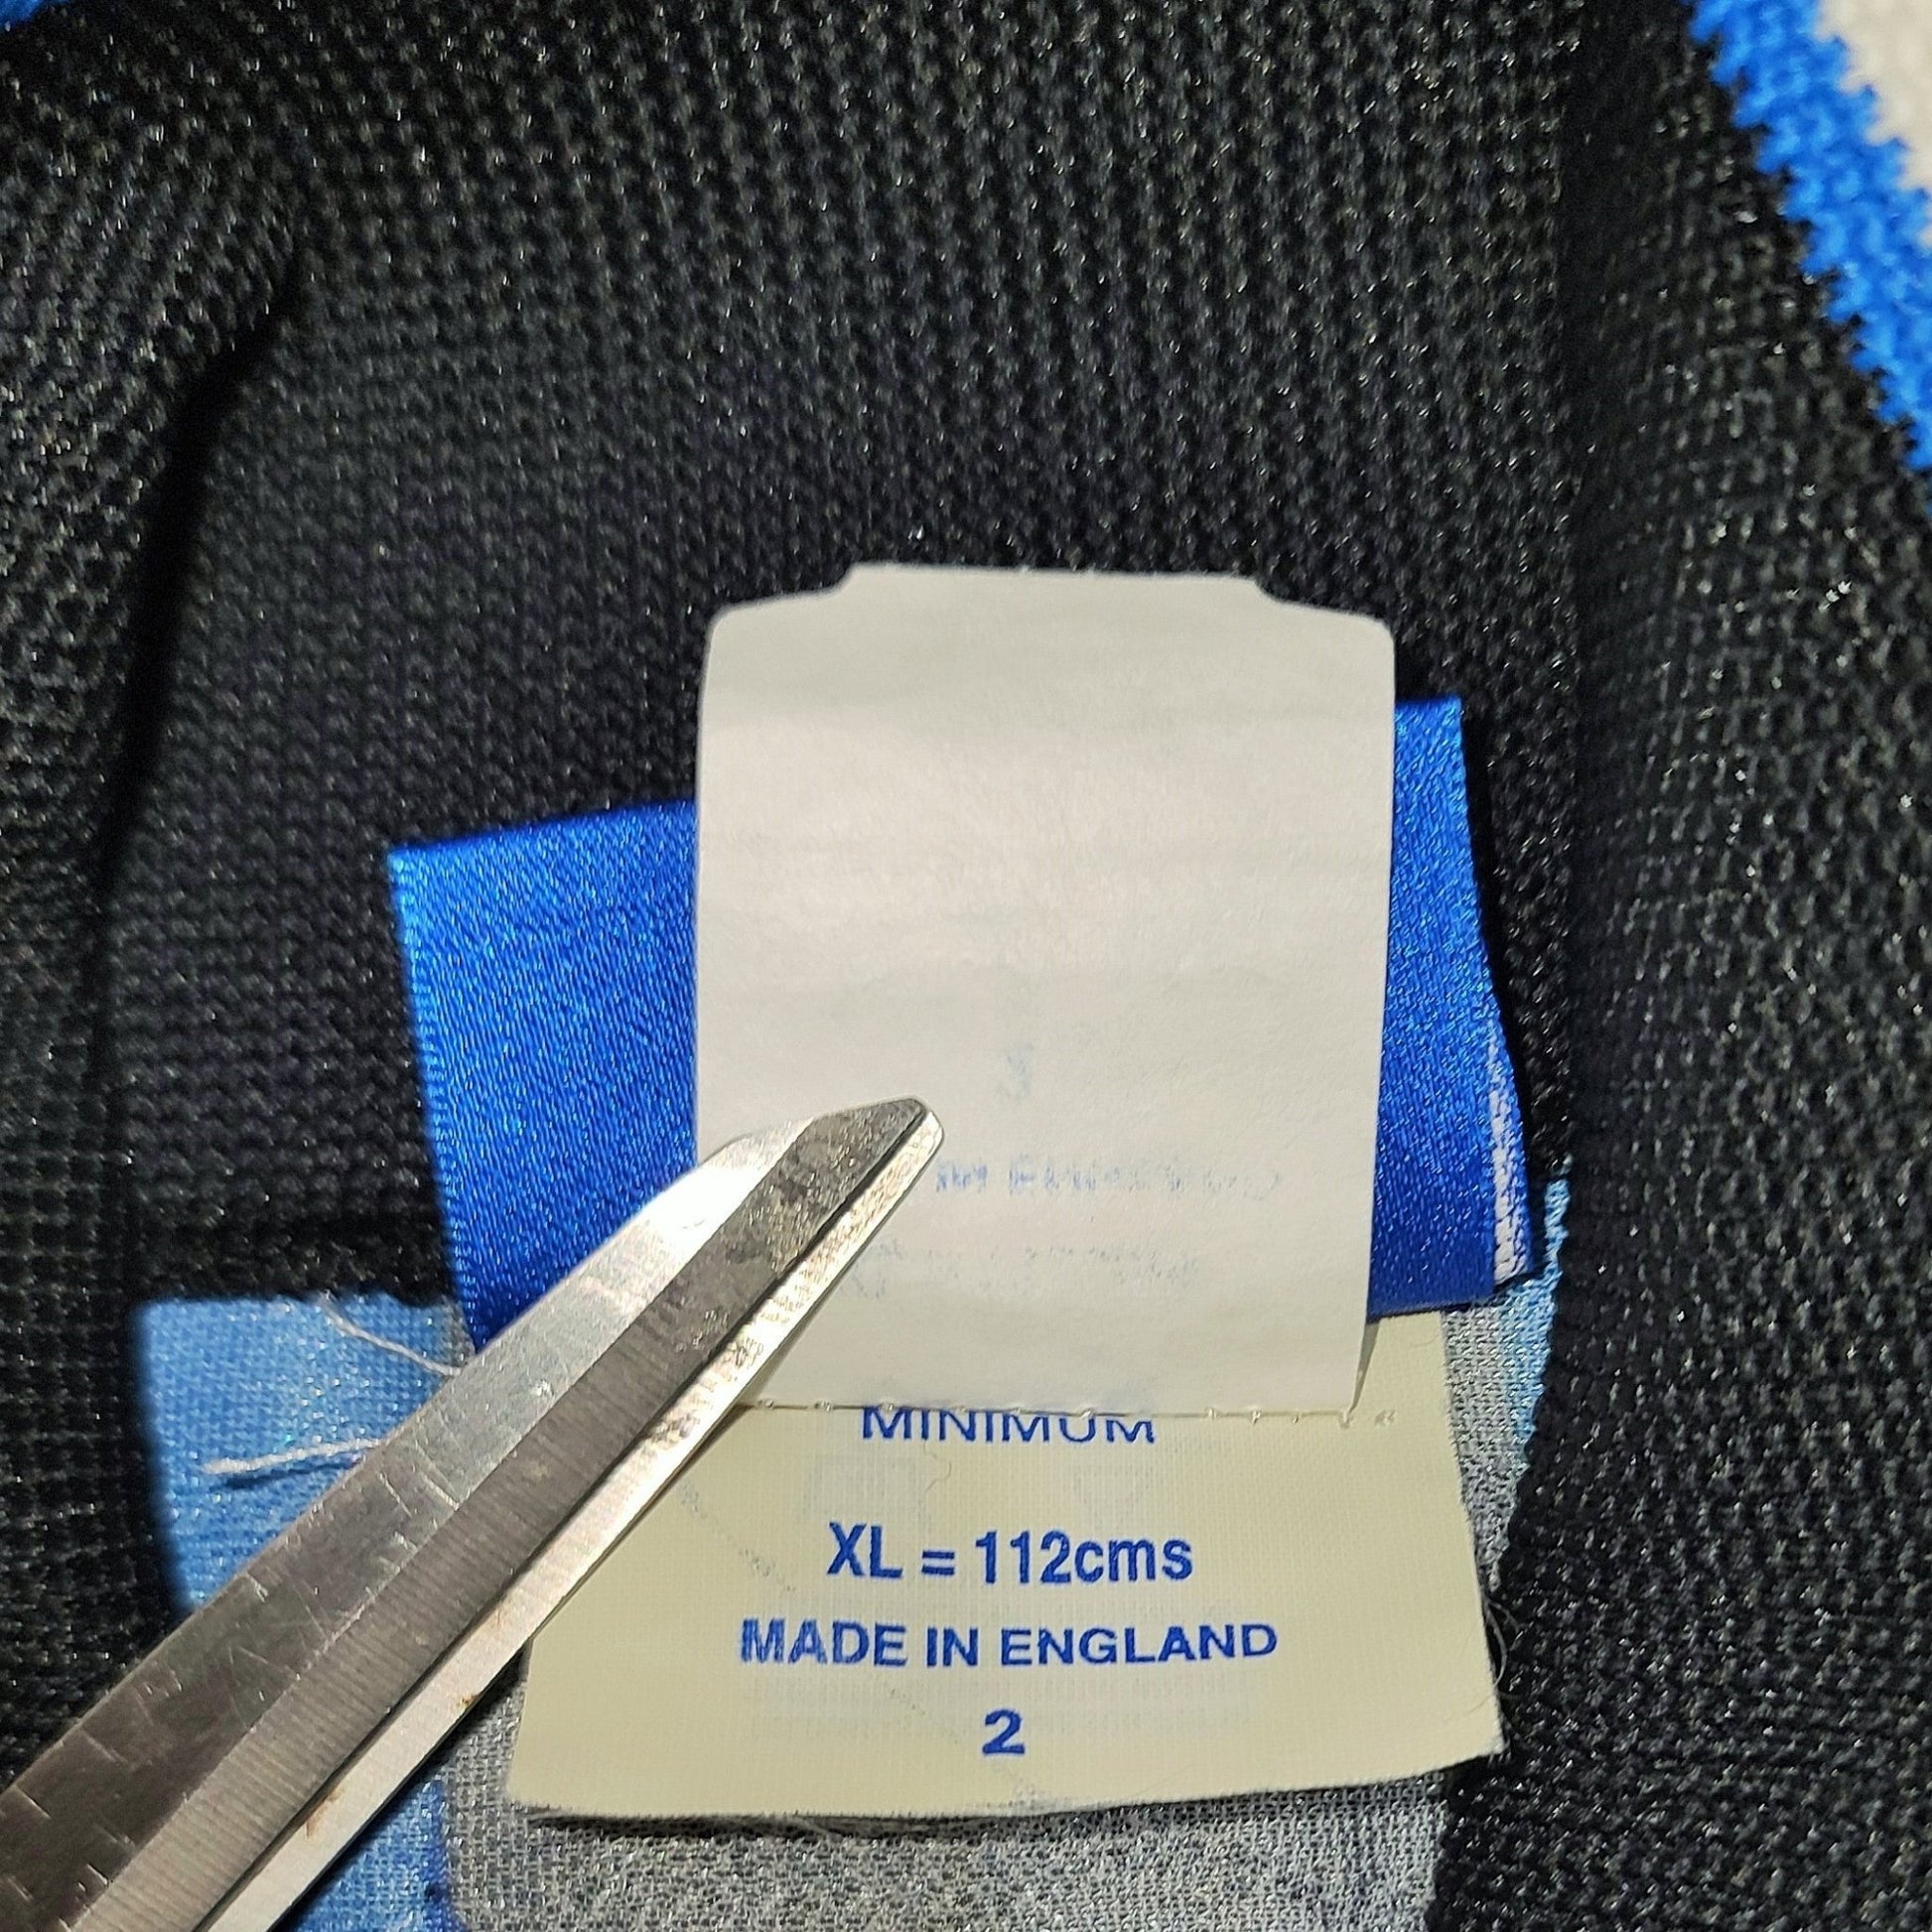 MINIMUM
XL = 112cms
MADE IN ENGLAND
2